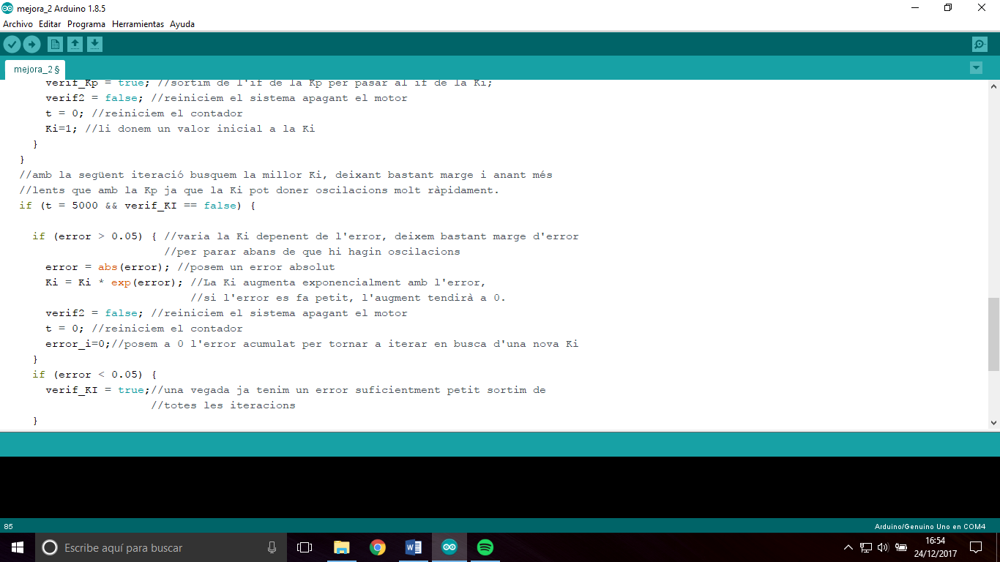 mejora_2 Arduino 1.8.5
Archivo Editar Programa Herramientas Ayuda
mejora_2 §
verif_Kp = true; //sortim de l'if de la Kp per pasar al if de la Ki;
verif2 = false; //reiniciem el sistema apagant el motor
t = 0; //reiniciem el contador
Ki=1; //li donem un valor inicial a la Ki
}
}
//amb la següent iteració busquem la millor Ki, deixant bastant marge i anant més
//lents que amb la Kp ja que la Ki pot doner oscilacions molt ràpidament.
if (t = 5000 && verif_KI == false) {
if (error > 0.05) { //varia la Ki depenent de l'error, deixem bastant marge d'error
//per parar abans de que hi hagin oscilacions
error = abs(error); //posem un error absolut
Ki = Ki * exp(error); //La Ki augmenta exponencialment amb l'error,
//si l'error es fa petit, l'augment tendirà a 0.
verif2 = false; //reiniciem el sistema apagant el motor
t = 0; //reiniciem el contador
error_i=0;//posem a 0 l'error acumulat per tornar a iterar en busca d'una nova Ki
}
if (error < 0.05) {
verif_KI = true;//una vegada ja tenim un error suficientment petit sortim de
//totes les iteracions
}
85
Arduino/Genuino Uno en COM4
Escribe aquí para buscar
16:54
24/12/2017